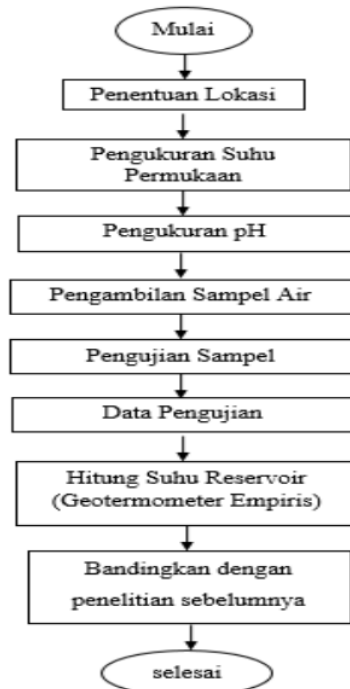 Mulai
Penentuan Lokasi
Pengukuran Suhu
Permukaan
Pengukuran pH
Pengambilan Sampel Air
Pengujian Sampel
Data Pengujian
Hitung Suhu Reservoir
(Geotermometer Empiris)
Bandingkan dengan
penelitian sebelumnya
selesai